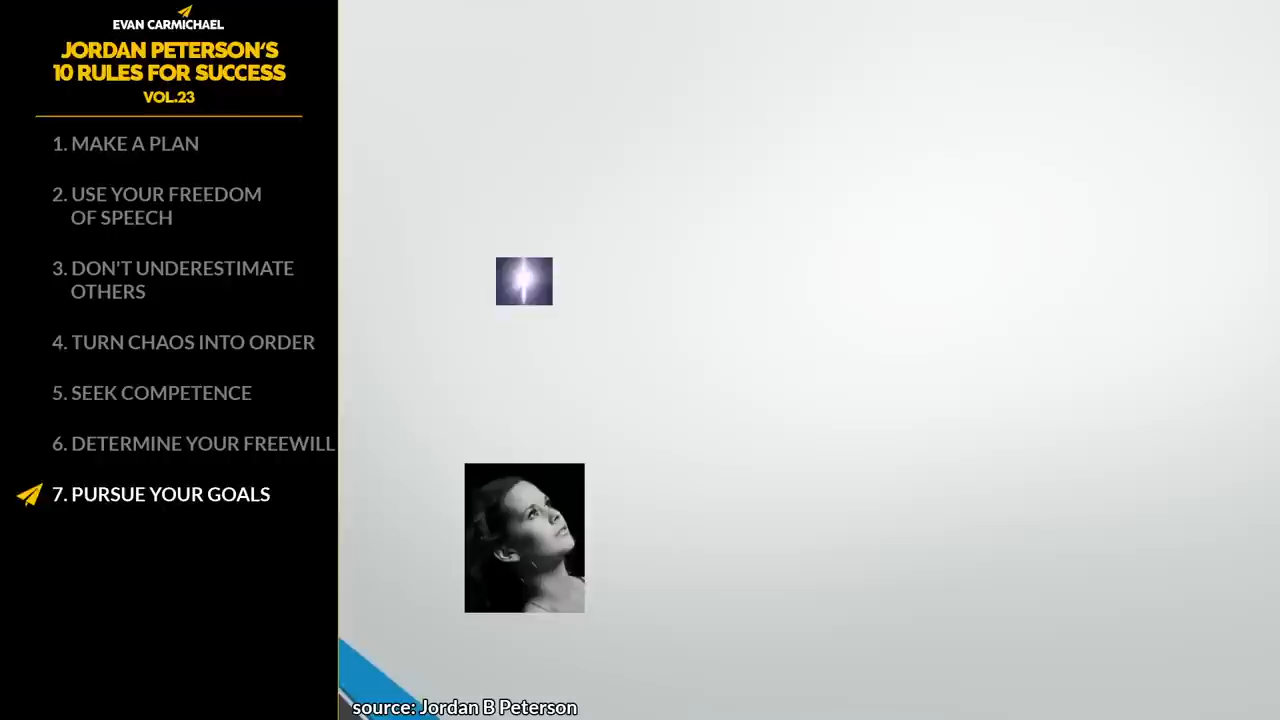 EVAN CARMICHAEL
JORDAN PETERSON'S
10 RULES FOR SUCCESS
VOL.23
1. MAKE A PLAN
2. USE YOUR FREEDOM
OF SPEECH
3. DON'T UNDERESTIMATE
OTHERS
4. TURN CHAOS INTO ORDER
5. SEEK COMPETENCE
6. DETERMINE YOUR FREEWILL
7. PURSUE YOUR GOALS
source: Jordan B Peterson